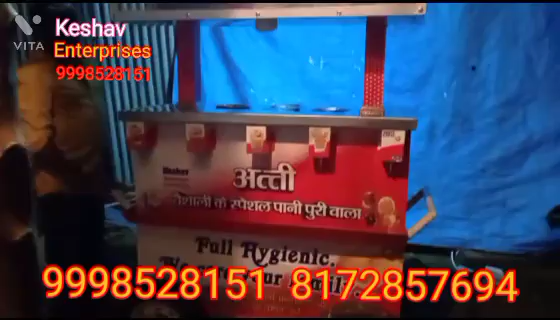 VITA
Keshav
Enterprises
9998528151
अत्ती
वैशाली के स्पेशल पानी पुरी वाला
Full Hygienic.
9998528151 8172857694